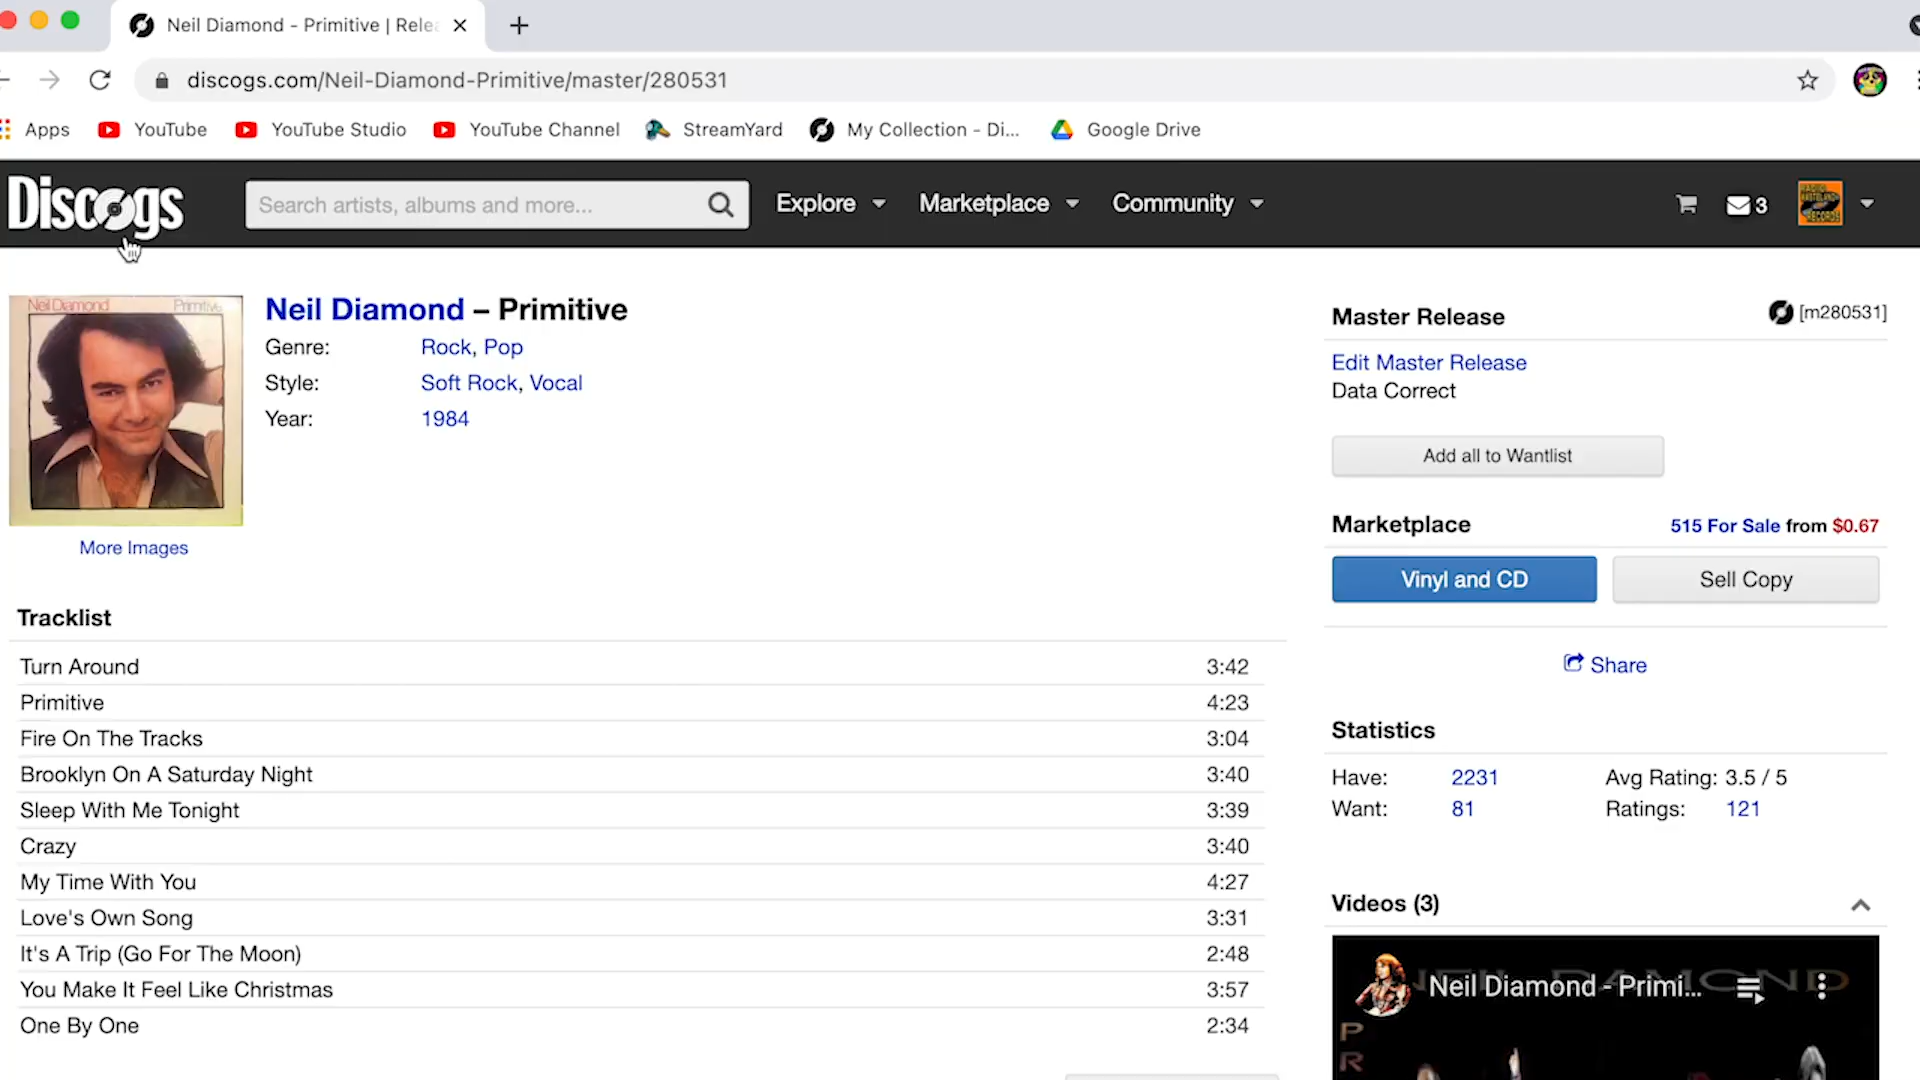 Neil Diamond - Primitive | Relea
discogs.com/Neil-Diamond-Primitive/master/280531
Apps YouTube YouTube Studio YouTube Channel StreamYard My Collection - Di... Google Drive
Discogs Search artists, albums and more... Explore Marketplace Community 3
RADIO WASTELAND RECORDS
Neil Diamond Primitive
More Images
Neil Diamond – Primitive
Genre: Rock, Pop
Style: Soft Rock, Vocal
Year: 1984
Tracklist
Turn Around 3:42
Primitive 4:23
Fire On The Tracks 3:04
Brooklyn On A Saturday Night 3:40
Sleep With Me Tonight 3:39
Crazy 3:40
My Time With You 4:27
Love's Own Song 3:31
It's A Trip (Go For The Moon) 2:48
You Make It Feel Like Christmas 3:57
One By One 2:34
Master Release [m280531]
Edit Master Release
Data Correct
Add all to Wantlist
Marketplace 515 For Sale from $0.67
Vinyl and CD Sell Copy
Share
Statistics
Have: 2231 Avg Rating: 3.5 / 5
Want: 81 Ratings: 121
Videos (3)
Neil Diamond - Primi...
NEIL DIAMOND
P
R